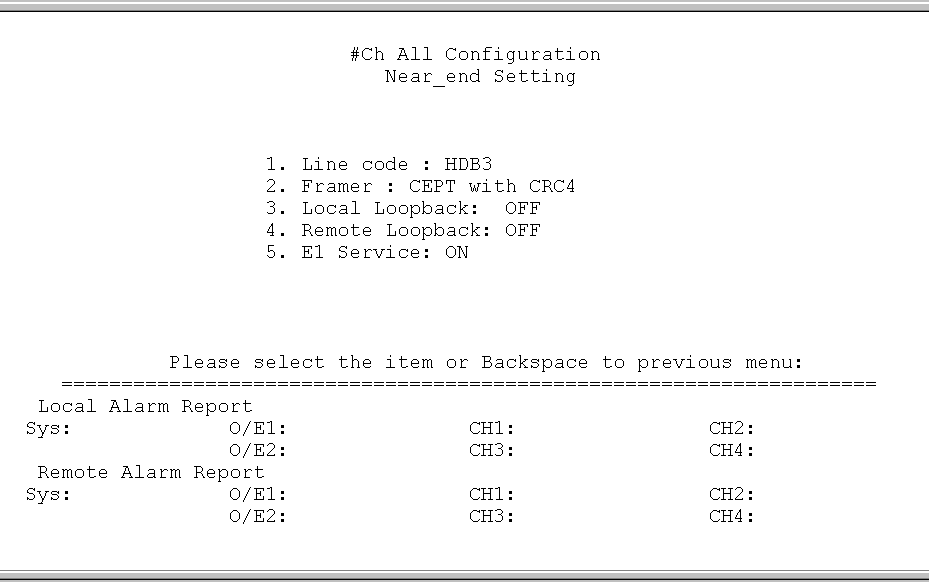 #Ch All Configuration
Near_end Setting
1. Line code : HDB3
2. Framer : CEPT with CRC4
3. Local Loopback:  OFF
4. Remote Loopback: OFF
5. E1 Service: ON
Please select the item or Backspace to previous menu:
====================================================================
Local Alarm Report
Sys: O/E1: CH1: CH2:
O/E2: CH3: CH4:
Remote Alarm Report
Sys: O/E1: CH1: CH2:
O/E2: CH3: CH4: